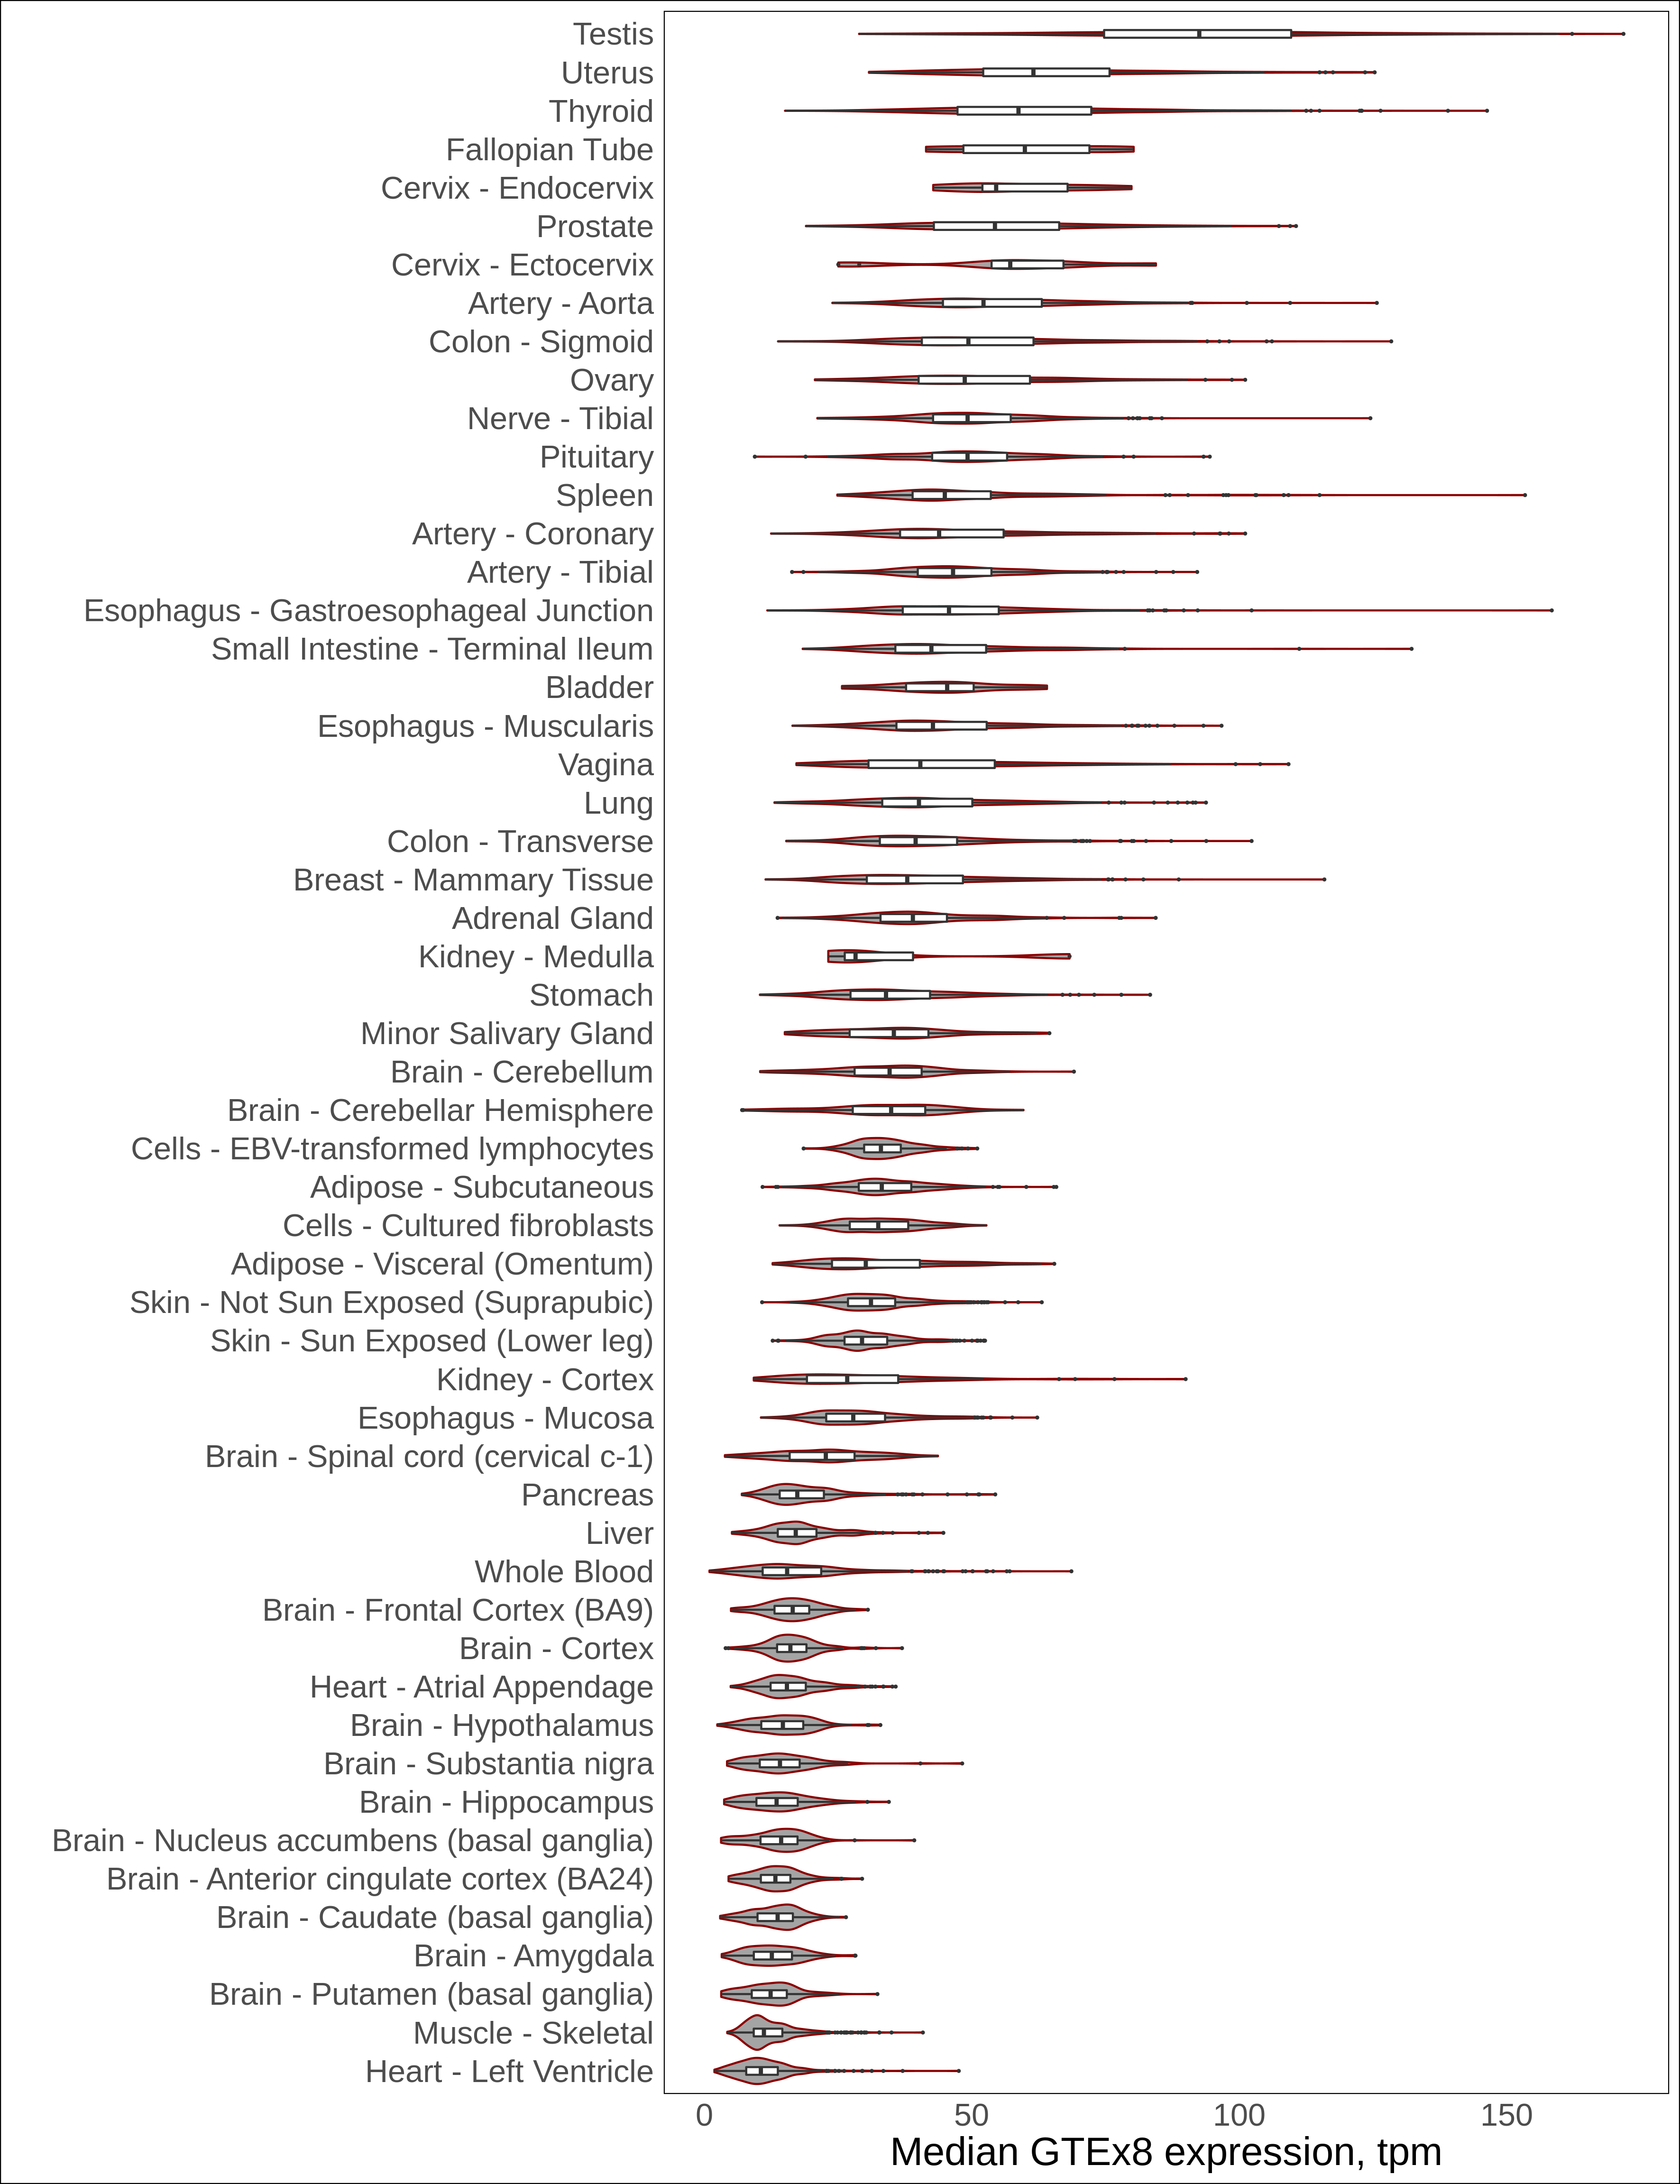 Testis
Uterus
Thyroid
Fallopian Tube
Cervix - Endocervix
Prostate
Cervix - Ectocervix
Artery - Aorta
Colon - Sigmoid
Ovary
Nerve - Tibial
Pituitary
Spleen
Artery - Coronary
Artery - Tibial
Esophagus - Gastroesophageal Junction
Small Intestine - Terminal Ileum
Bladder
Esophagus - Muscularis
Vagina
Lung
Colon - Transverse
Breast - Mammary Tissue
Adrenal Gland
Kidney - Medulla
Stomach
Minor Salivary Gland
Brain - Cerebellum
Brain - Cerebellar Hemisphere
Cells - EBV-transformed lymphocytes
Adipose - Subcutaneous
Cells - Cultured fibroblasts
Adipose - Visceral (Omentum)
Skin - Not Sun Exposed (Suprapubic)
Skin - Sun Exposed (Lower leg)
Kidney - Cortex
Esophagus - Mucosa
Brain - Spinal cord (cervical c-1)
Pancreas
Liver
Whole Blood
Brain - Frontal Cortex (BA9)
Brain - Cortex
Heart - Atrial Appendage
Brain - Hypothalamus
Brain - Substantia nigra
Brain - Hippocampus
Brain - Nucleus accumbens (basal ganglia)
Brain - Anterior cingulate cortex (BA24)
Brain - Caudate (basal ganglia)
Brain - Amygdala
Brain - Putamen (basal ganglia)
Muscle - Skeletal
Heart - Left Ventricle
0 50 100 150
Median GTEx8 expression, tpm